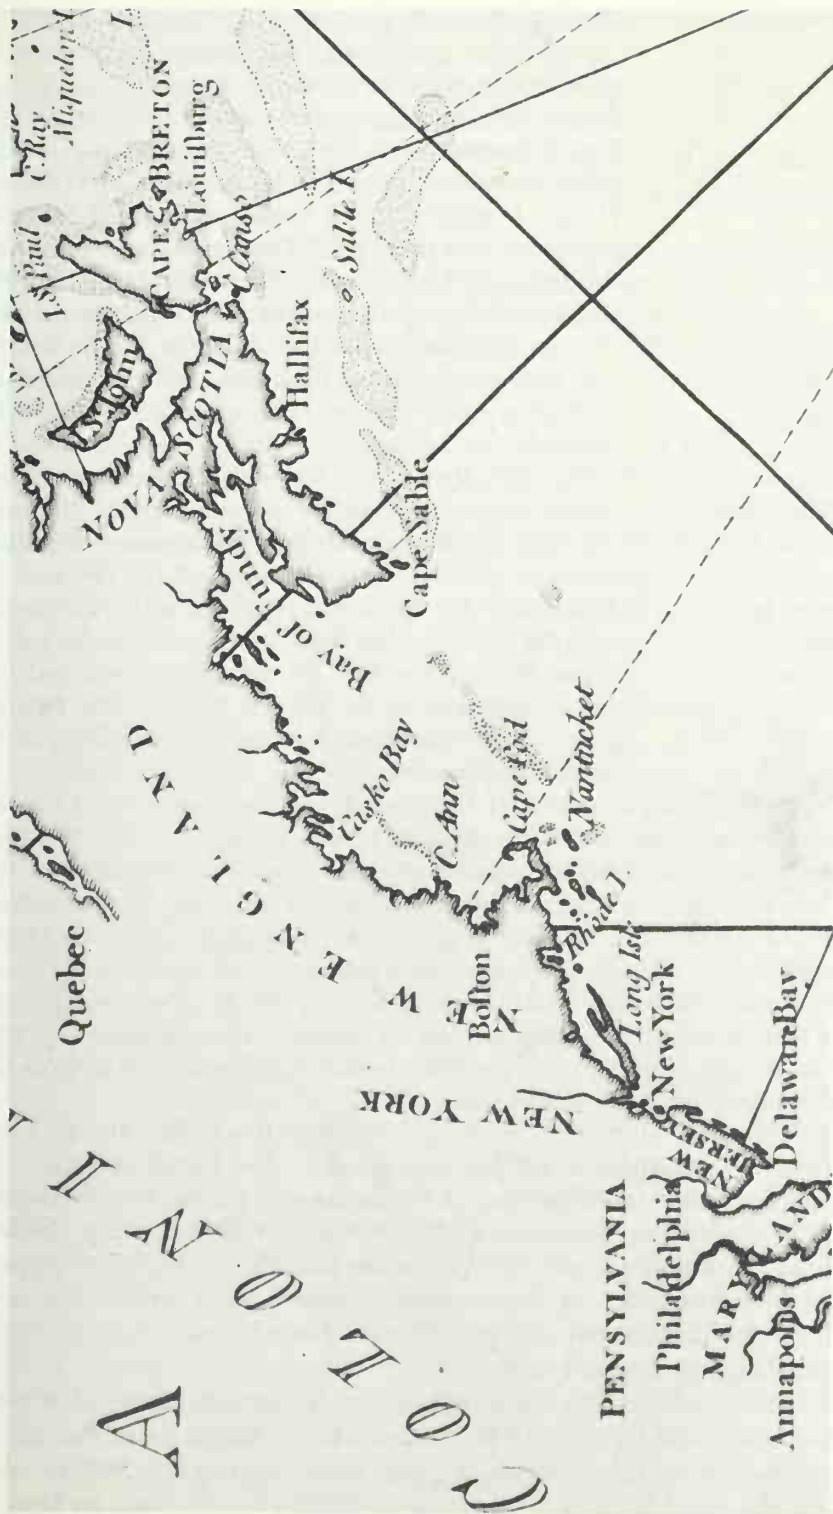 C. Ray
Miquelon I
I
I. St. Paul
CAPE BRETON
Louisburg
Canso
I. St. John
NOVA SCOTIA
Hallifax
Sable I
Quebec
NEW ENGLAND
Bay of Fundy
Cape Sable
Casko Bay
C. Ann
Cape Cod
Boston
Nantucket
Rhode I.
Long Isle
NEW YORK
New York
NEW
JERSEY
Delaware Bay
PENSYLVANIA
Philadelphia
MARYLAND
Annapolis
A
COLONI